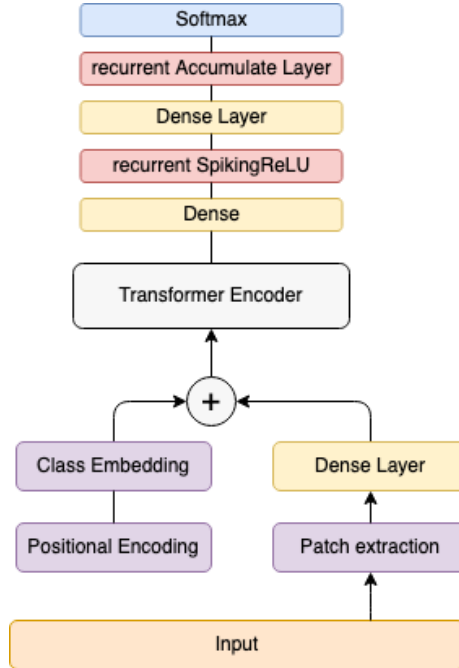 Softmax
recurrent Accumulate Layer
Dense Layer
recurrent SpikingReLU
Dense
Transformer Encoder
+
Class Embedding
Dense Layer
Positional Encoding
Patch extraction
Input